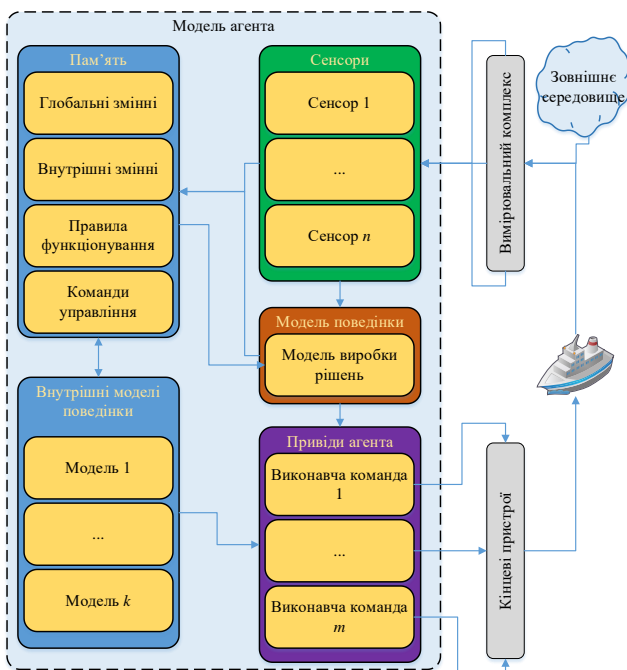 Модель агента
Пам’ять
Глобальні змінні
Внутрішні змінні
Правила
функціонування
Команди
управління
Внутрішні моделі
поведінки
Модель 1
...
Модель k
Сенсори
Сенсор 1
...
Сенсор n
Модель поведінки
Модель виробки
рішень
Привіди агента
Виконавча команда
1
...
Виконавча команда
m
Вимірювальний комплекс
Кінцеві пристрої
Зовнішнє
середовище